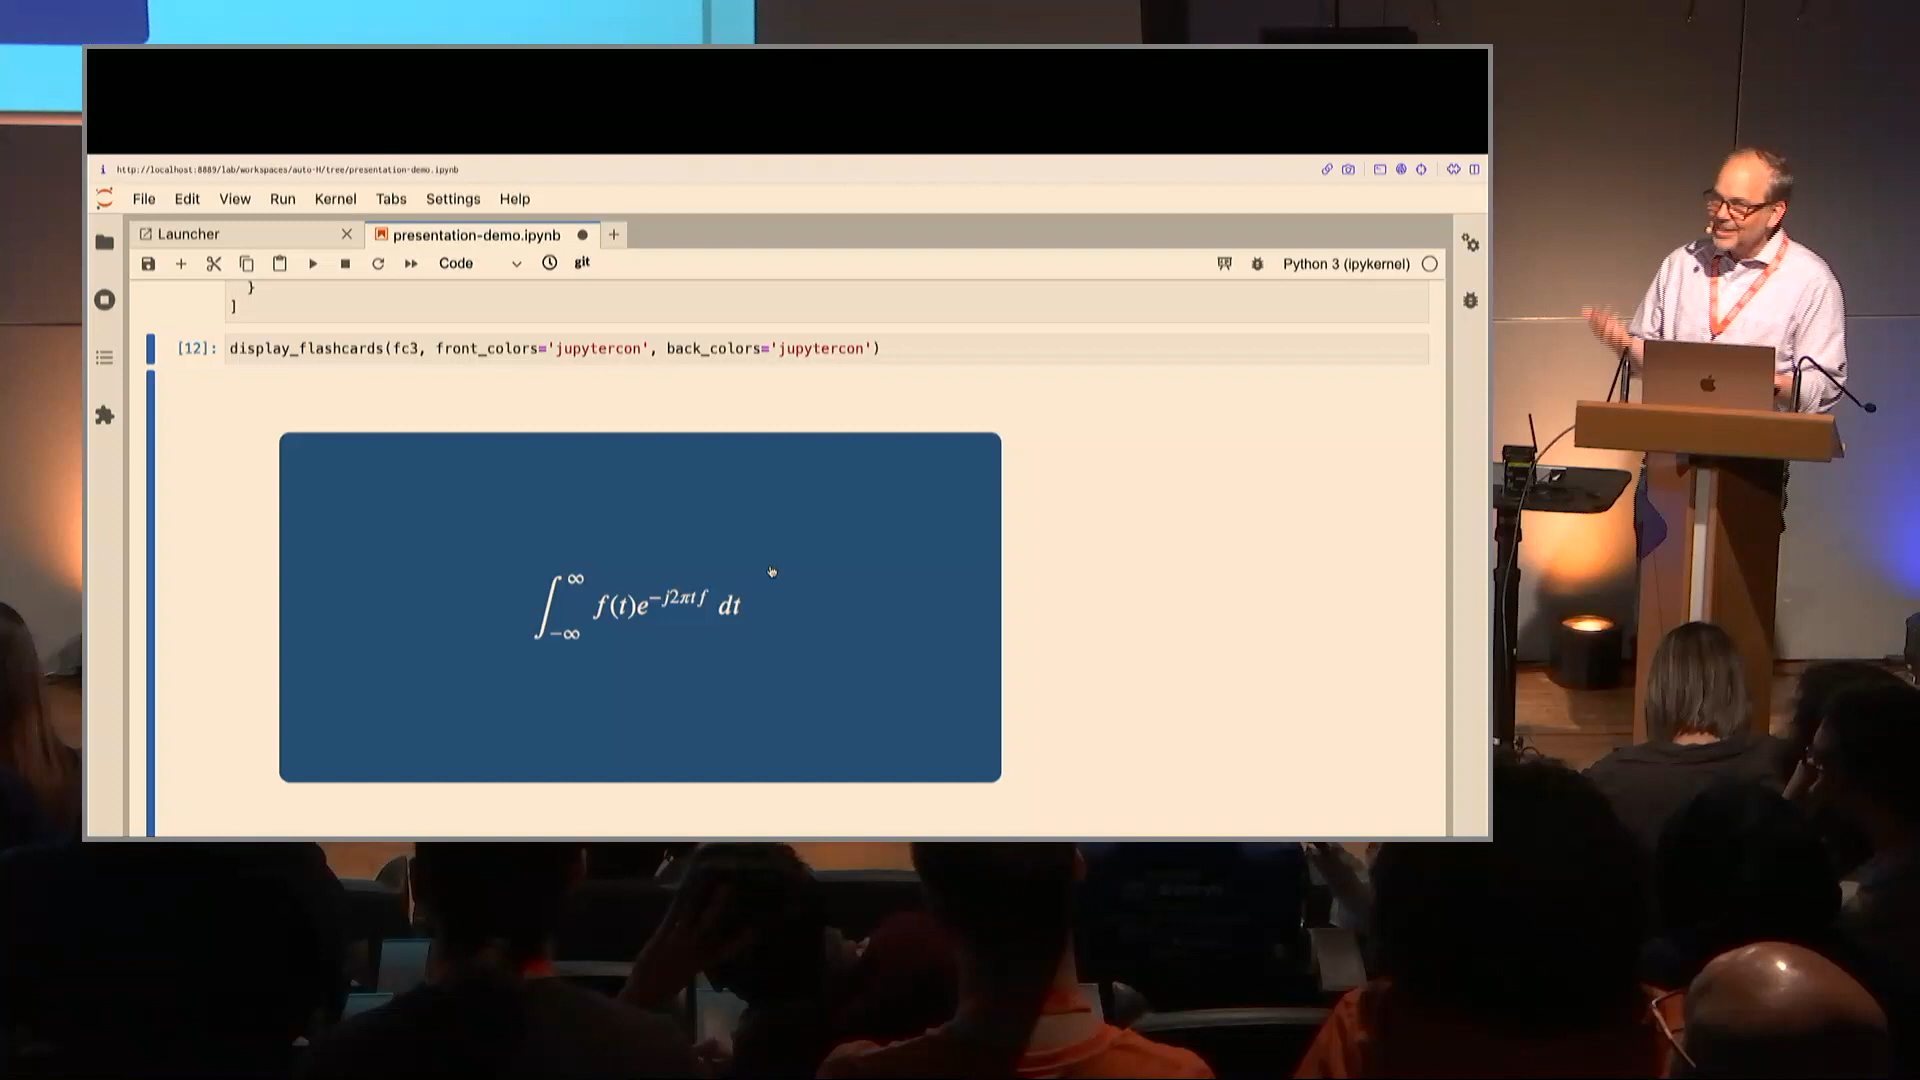 http://localhost:8889/lab/workspaces/auto-H/tree/presentation-demo.ipynb
File Edit View Run Kernel Tabs Settings Help
Launcher presentation-demo.ipynb
Code git Python 3 (ipykernel)
}
]
[12]: display_flashcards(fc3, front_colors='jupytercon', back_colors='jupytercon')
∫_{-∞}^{∞} f(t)e^{-j2πtf} dt